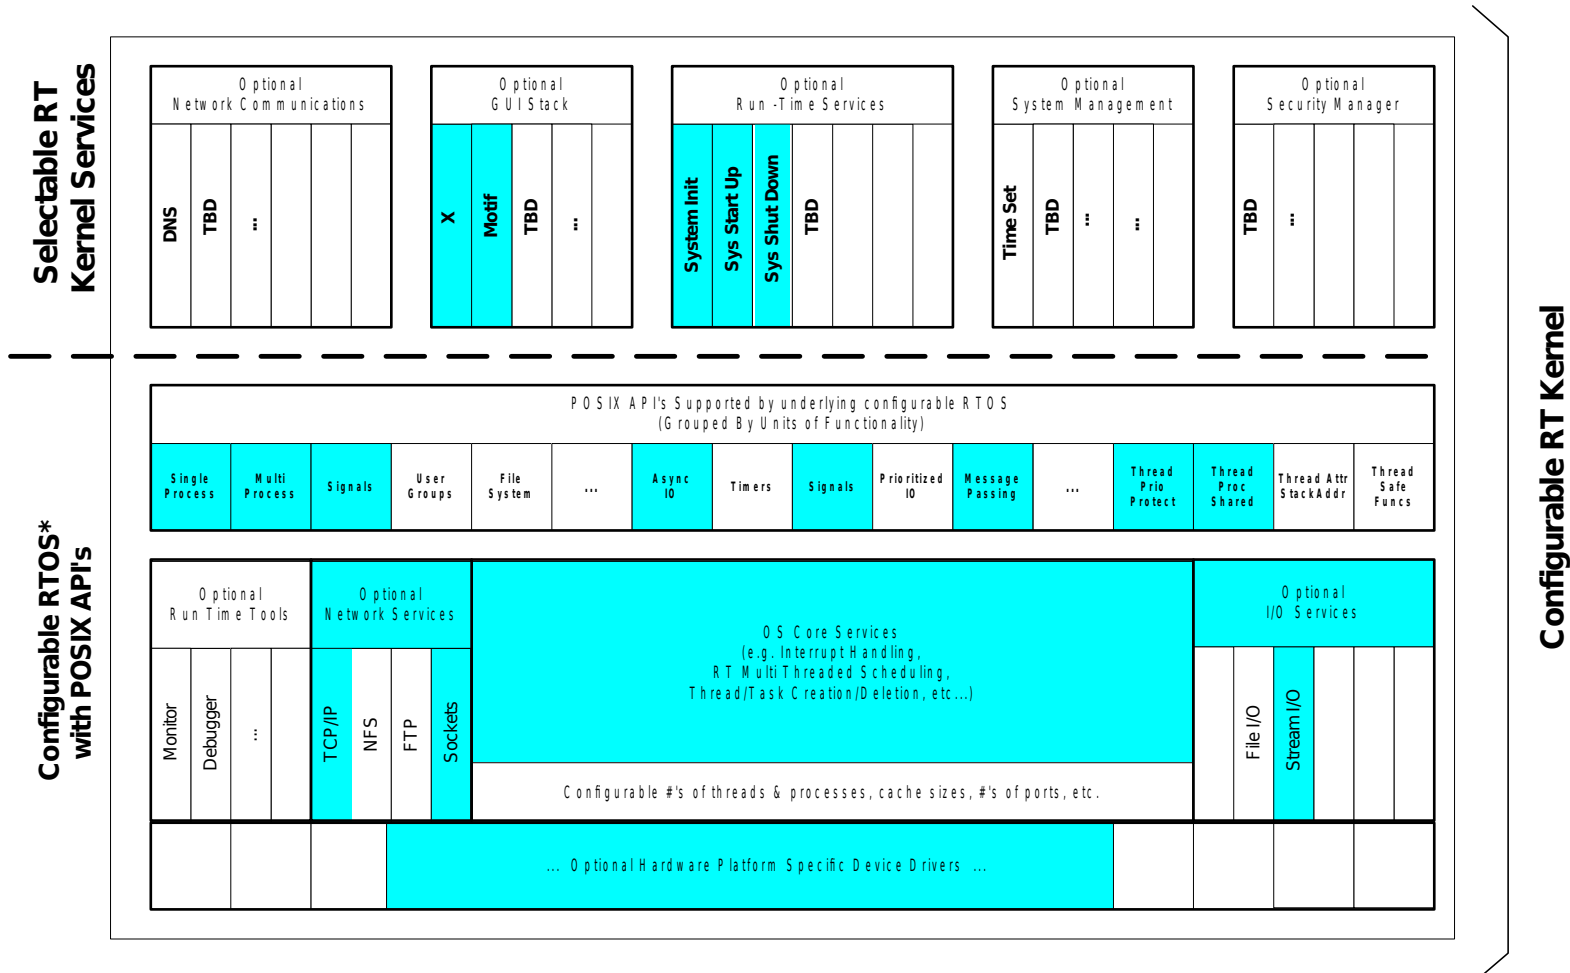 Selectable RT
Kernel Services
Optional
Network Communications
DNS
TBD
...
Optional
GUI Stack
X
Motif
TBD
...
Optional
Run-Time Services
System Init
Sys Start Up
Sys Shut Down
TBD
Optional
System Management
Time Set
TBD
...
...
Optional
Security Manager
TBD
...
Configurable RT Kernel
Configurable RTOS*
with POSIX API's
POSIX API's Supported by underlying configurable RTOS
(Grouped By Units of Functionality)
Single
Process
Multi
Process
Signals
User
Groups
File
System
...
Async
IO
Timers
Signals
Prioritized
IO
Message
Passing
...
Thread
Prio
Protect
Thread
Proc
Shared
Thread Attr
StackAddr
Thread
Safe
Funcs
Optional
Run Time Tools
Monitor
Debugger
...
Optional
Network Services
TCP/IP
NFS
FTP
Sockets
OS Core Services
(e.g. Interrupt Handling,
RT Multi Threaded Scheduling,
Thread/Task Creation/Deletion, etc...)
Configurable #'s of threads & processes, cache sizes, #'s of ports, etc.
Optional
I/O Services
File I/O
Stream I/O
... Optional Hardware Platform Specific Device Drivers ...